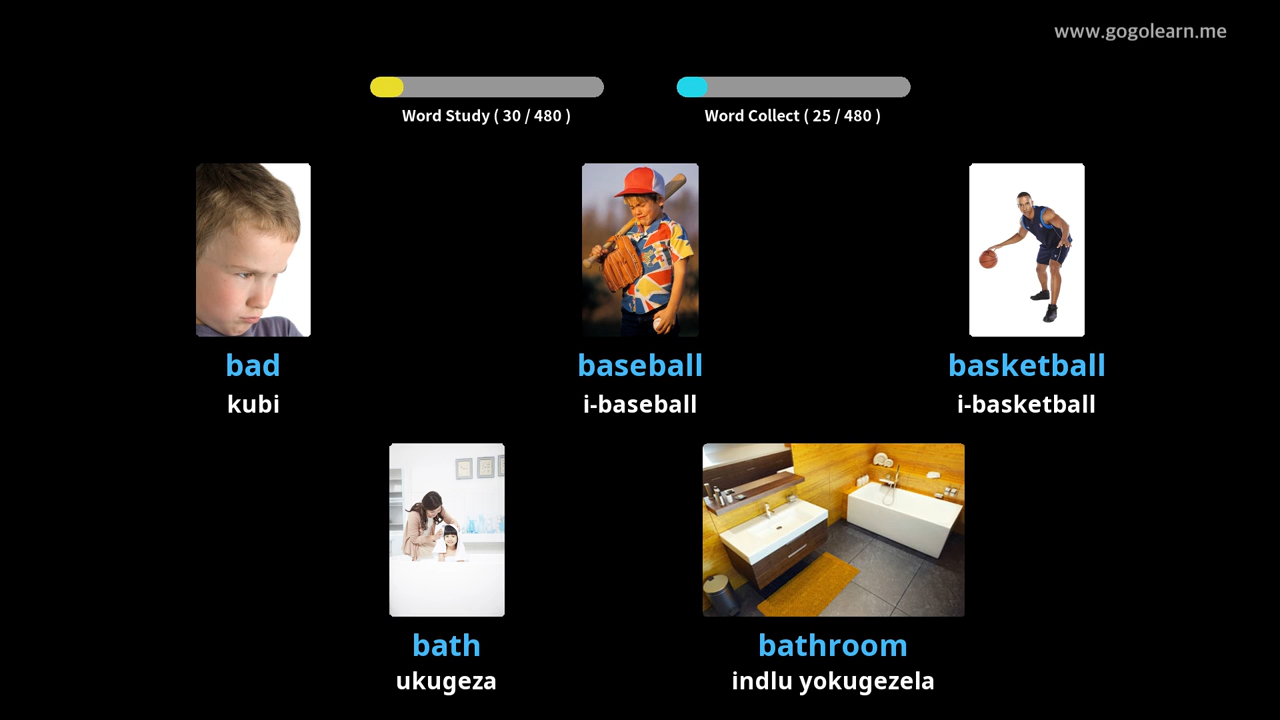 www.gogolearn.me
Word Study ( 30 / 480 )
Word Collect ( 25 / 480 )
bad
kubi
baseball
i-baseball
basketball
i-basketball
bath
ukugeza
bathroom
indlu yokugezela